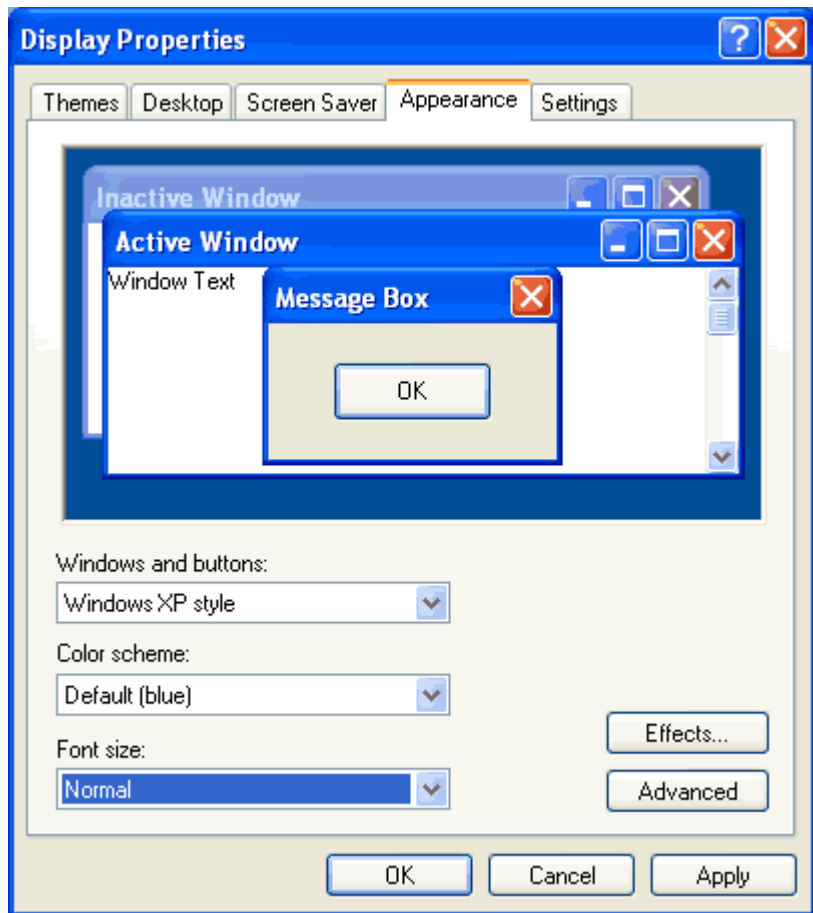 Display Properties
Themes Desktop Screen Saver Appearance Settings
Inactive Window
Active Window
Window Text
Message Box
OK
Windows and buttons:
Windows XP style
Color scheme:
Default (blue)
Font size:
Normal
Effects...
Advanced
OK Cancel Apply